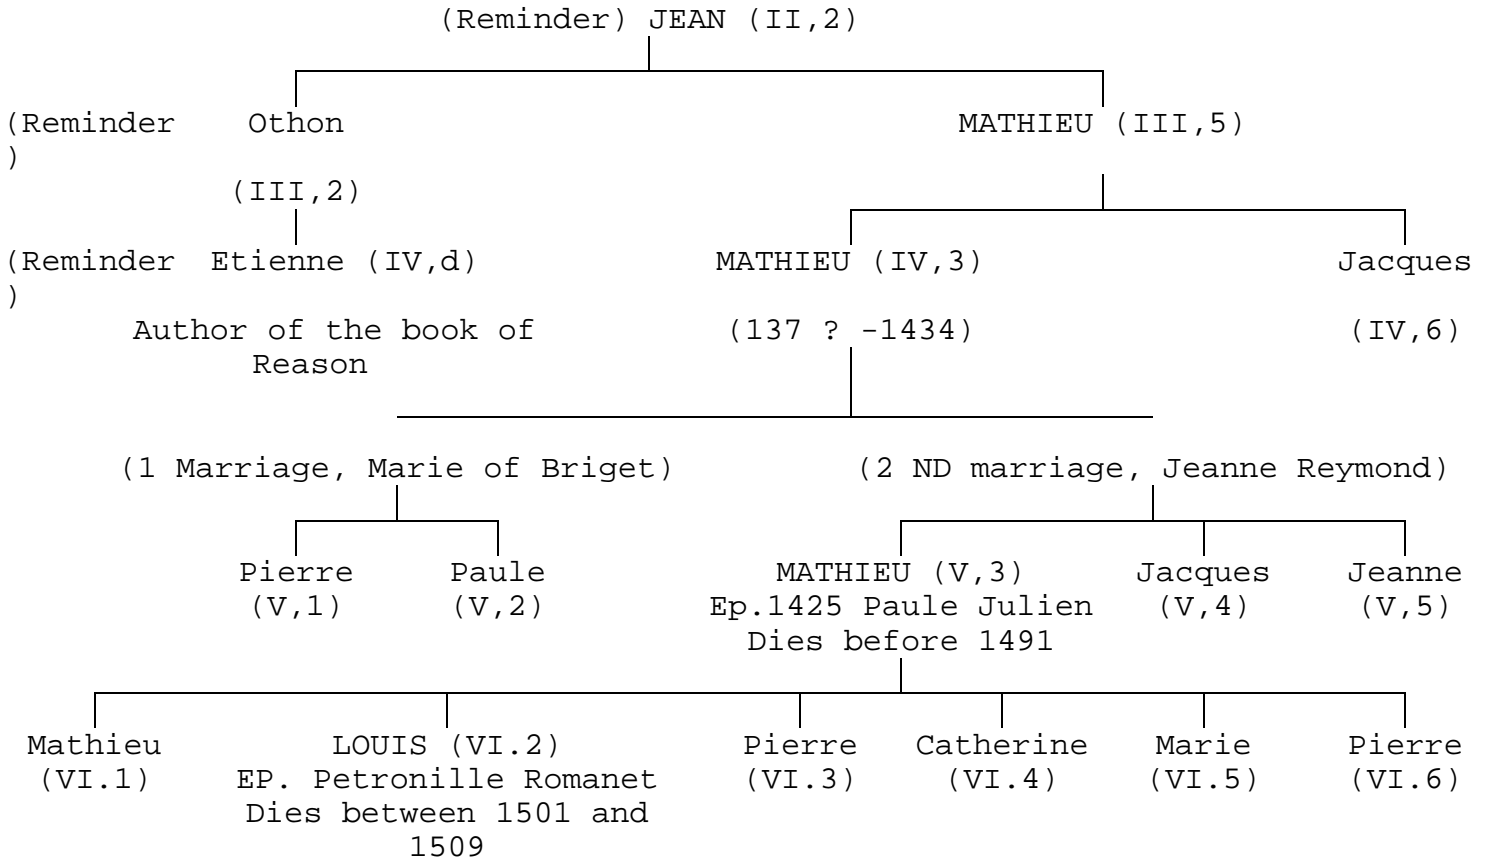 (Reminder) JEAN (II,2)
(Reminder Othon MATHIEU (III,5)
)
(III,2)
(Reminder Etienne (IV,d) MATHIEU (IV,3) Jacques
)
Author of the book of (137 ? -1434) (IV,6)
Reason
(1 Marriage, Marie of Briget) (2 ND marriage, Jeanne Reymond)
Pierre Paule MATHIEU (V,3) Jacques Jeanne
(V,1) (V,2) Ep.1425 Paule Julien (V,4) (V,5)
Dies before 1491
Mathieu LOUIS (VI.2) Pierre Catherine Marie Pierre
(VI.1) EP. Petronille Romanet (VI.3) (VI.4) (VI.5) (VI.6)
Dies between 1501 and
1509